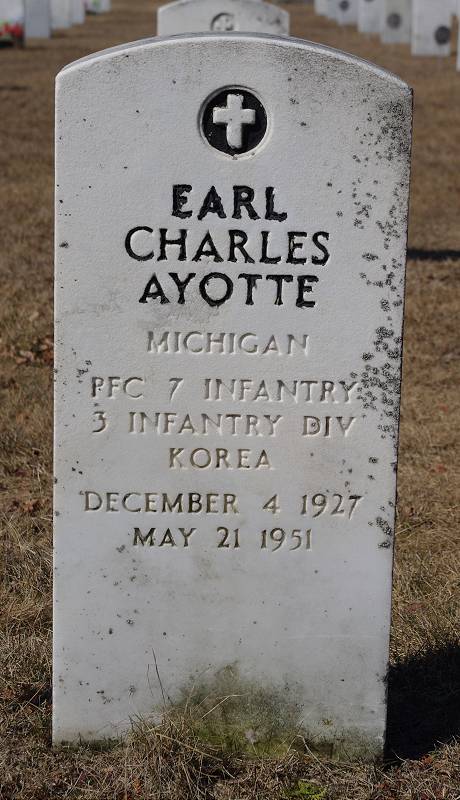 EARL
CHARLES
AYOTTE
MICHIGAN
PFC 7 INFANTRY
3 INFANTRY DIV
KOREA
DECEMBER 4 1927
MAY 21 1951